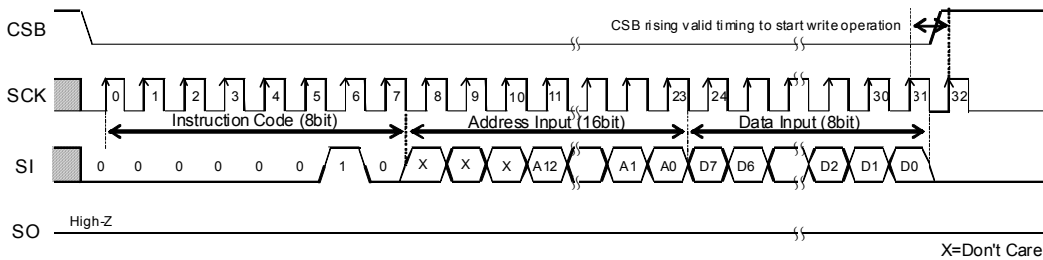 CSB
CSB rising valid timing to start write operation
SCK
0 1 2 3 4 5 6 7 8 9 10 11 23 24 30 31 32
Instruction Code (8bit) Address Input (16bit) Data Input (8bit)
SI
0 0 0 0 0 0 1 0 X X X A12 A1 A0 D7 D6 D2 D1 D0
High-Z
SO
X=Don't Care